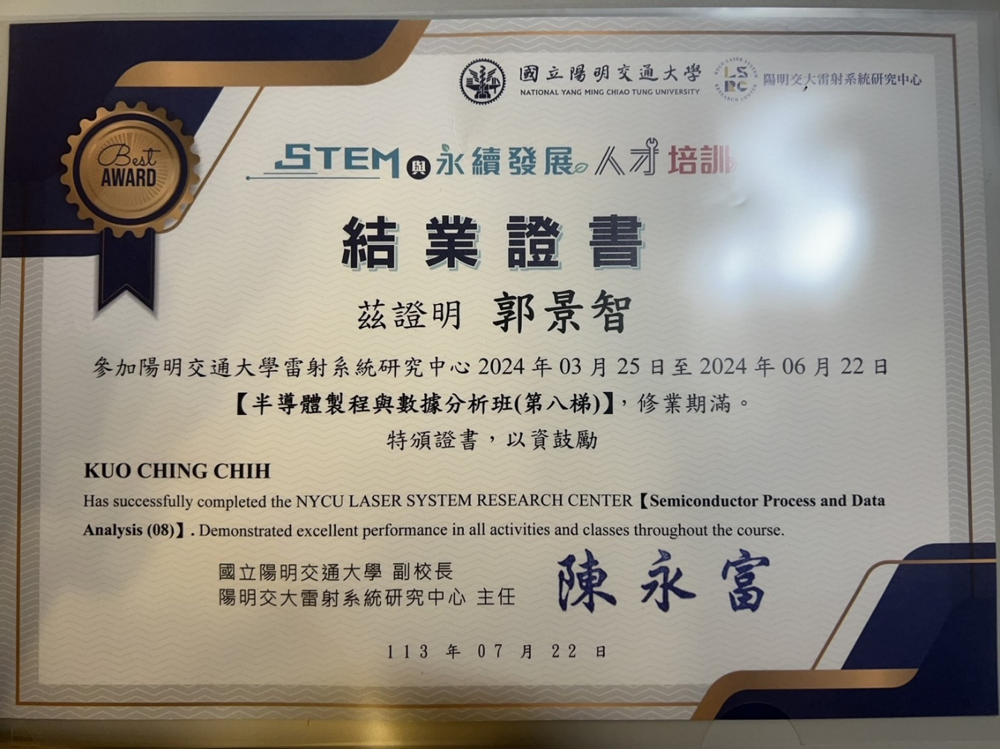 國立陽明交通大學
NATIONAL YANG MING CHIAO TUNG UNIVERSITY
NYCU LASER SYSTEM RESEARCH CENTER
LSRC
陽明交大雷射系統研究中心
Best
AWARD
STEM與永續發展人才培訓
結業證書
茲證明 郭景智
參加陽明交通大學雷射系統研究中心 2024 年 03 月 25 日至 2024 年 06 月 22 日
【半導體製程與數據分析班(第八梯)】，修業期滿。
特頒證書，以資鼓勵
KUO CHING CHIH
Has successfully completed the NYCU LASER SYSTEM RESEARCH CENTER【Semiconductor Process and Data
Analysis (08)】. Demonstrated excellent performance in all activities and classes throughout the course.
國立陽明交通大學 副校長
陽明交大雷射系統研究中心 主任
陳永富
113 年 07 月 22 日